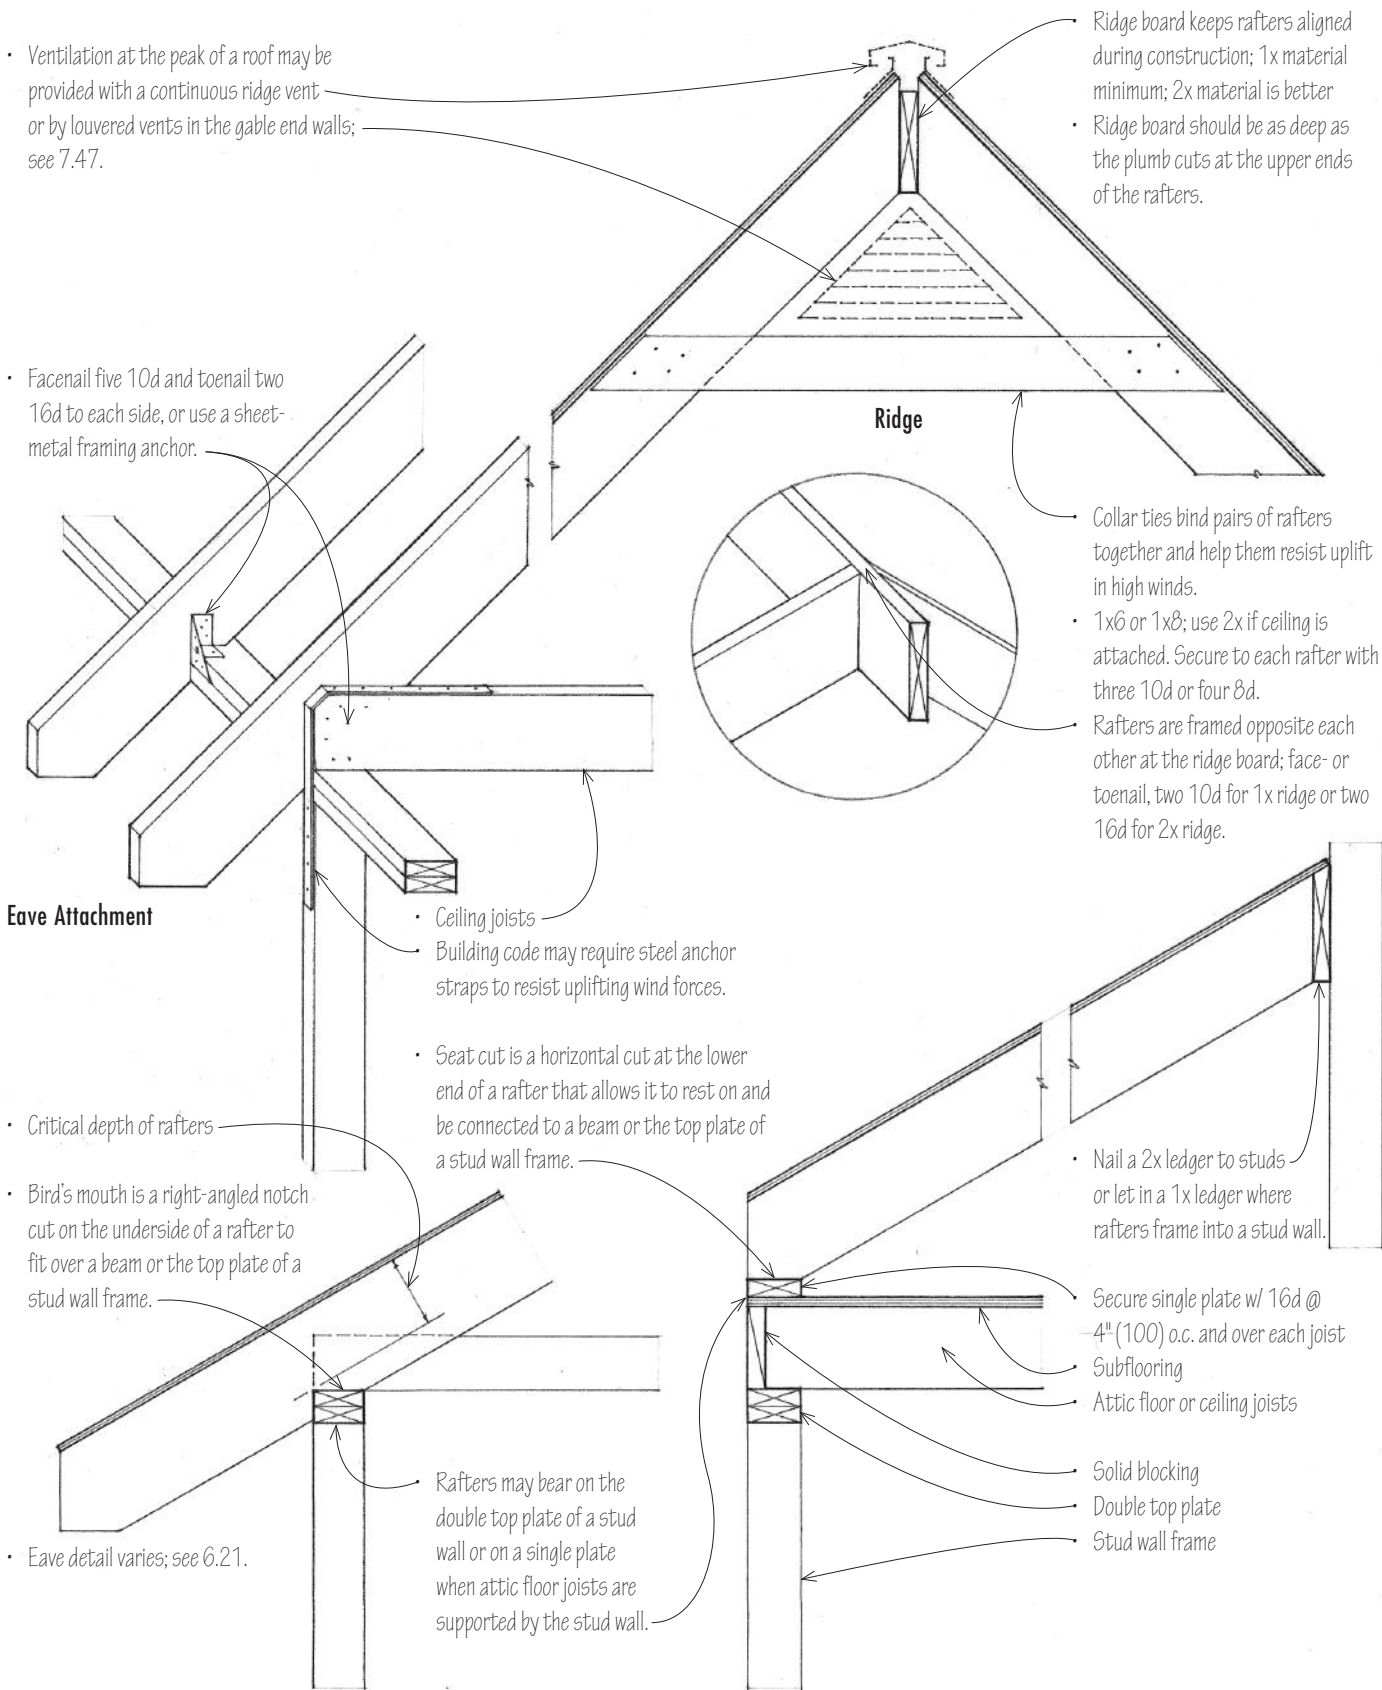 • Ventilation at the peak of a roof may be
provided with a continuous ridge vent
or by louvered vents in the gable end walls;
see 7.47.
• Ridge board keeps rafters aligned
during construction; 1x material
minimum; 2x material is better
• Ridge board should be as deep as
the plumb cuts at the upper ends
of the rafters.
• Facenail five 10d and toenail two
16d to each side, or use a sheet-
metal framing anchor.
Ridge
• Collar ties bind pairs of rafters
together and help them resist uplift
in high winds.
• 1x6 or 1x8; use 2x if ceiling is
attached. Secure to each rafter with
three 10d or four 8d.
• Rafters are framed opposite each
other at the ridge board; face- or
toenail, two 10d for 1x ridge or two
16d for 2x ridge.
Eave Attachment
• Ceiling joists
• Building code may require steel anchor
straps to resist uplifting wind forces.
• Seat cut is a horizontal cut at the lower
end of a rafter that allows it to rest on and
be connected to a beam or the top plate of
a stud wall frame.
• Critical depth of rafters
• Bird's mouth is a right-angled notch
cut on the underside of a rafter to
fit over a beam or the top plate of a
stud wall frame.
• Nail a 2x ledger to studs
or let in a 1x ledger where
rafters frame into a stud wall.
• Secure single plate w/ 16d @
4" (100) o.c. and over each joist
• Subflooring
• Attic floor or ceiling joists
• Solid blocking
• Double top plate
• Stud wall frame
• Rafters may bear on the
double top plate of a stud
wall or on a single plate
when attic floor joists are
supported by the stud wall.
• Eave detail varies; see 6.21.